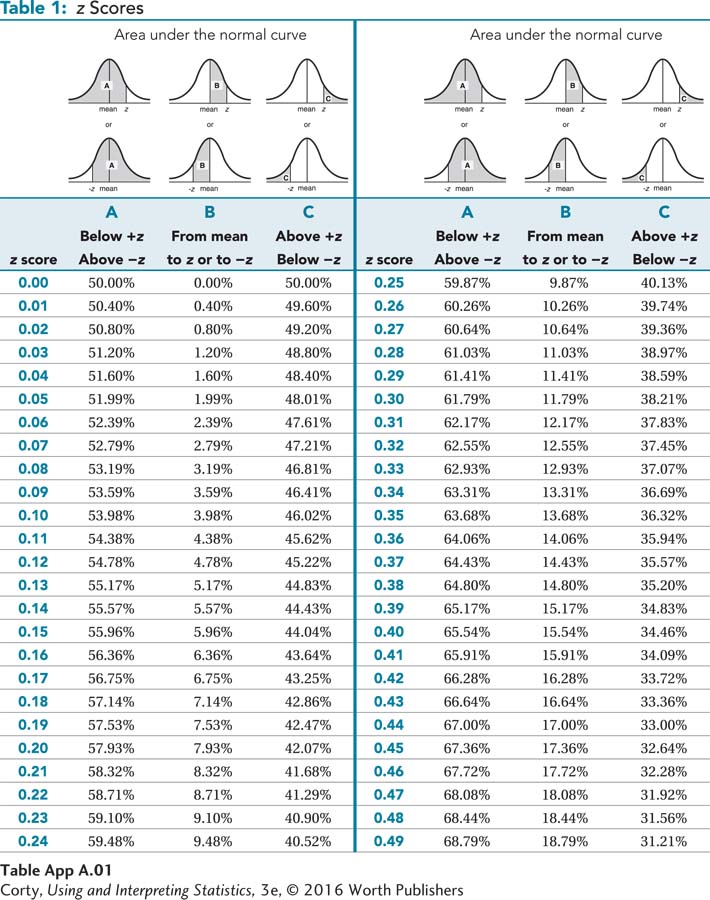 Table 1: z Scores
Area under the normal curve Area under the normal curve
A B C A B C
mean z mean z mean z mean z mean z mean z
or or or or or or
A B C A B C
-z mean -z mean -z mean -z mean -z mean -z mean
A B C A B C
Below +z From mean Above +z Below +z From mean Above +z
z score Above −z to z or to −z Below −z z score Above −z to z or to −z Below −z
0.00 50.00% 0.00% 50.00% 0.25 59.87% 9.87% 40.13%
0.01 50.40% 0.40% 49.60% 0.26 60.26% 10.26% 39.74%
0.02 50.80% 0.80% 49.20% 0.27 60.64% 10.64% 39.36%
0.03 51.20% 1.20% 48.80% 0.28 61.03% 11.03% 38.97%
0.04 51.60% 1.60% 48.40% 0.29 61.41% 11.41% 38.59%
0.05 51.99% 1.99% 48.01% 0.30 61.79% 11.79% 38.21%
0.06 52.39% 2.39% 47.61% 0.31 62.17% 12.17% 37.83%
0.07 52.79% 2.79% 47.21% 0.32 62.55% 12.55% 37.45%
0.08 53.19% 3.19% 46.81% 0.33 62.93% 12.93% 37.07%
0.09 53.59% 3.59% 46.41% 0.34 63.31% 13.31% 36.69%
0.10 53.98% 3.98% 46.02% 0.35 63.68% 13.68% 36.32%
0.11 54.38% 4.38% 45.62% 0.36 64.06% 14.06% 35.94%
0.12 54.78% 4.78% 45.22% 0.37 64.43% 14.43% 35.57%
0.13 55.17% 5.17% 44.83% 0.38 64.80% 14.80% 35.20%
0.14 55.57% 5.57% 44.43% 0.39 65.17% 15.17% 34.83%
0.15 55.96% 5.96% 44.04% 0.40 65.54% 15.54% 34.46%
0.16 56.36% 6.36% 43.64% 0.41 65.91% 15.91% 34.09%
0.17 56.75% 6.75% 43.25% 0.42 66.28% 16.28% 33.72%
0.18 57.14% 7.14% 42.86% 0.43 66.64% 16.64% 33.36%
0.19 57.53% 7.53% 42.47% 0.44 67.00% 17.00% 33.00%
0.20 57.93% 7.93% 42.07% 0.45 67.36% 17.36% 32.64%
0.21 58.32% 8.32% 41.68% 0.46 67.72% 17.72% 32.28%
0.22 58.71% 8.71% 41.29% 0.47 68.08% 18.08% 31.92%
0.23 59.10% 9.10% 40.90% 0.48 68.44% 18.44% 31.56%
0.24 59.48% 9.48% 40.52% 0.49 68.79% 18.79% 31.21%
Table App A.01
Corty, Using and Interpreting Statistics, 3e, © 2016 Worth Publishers